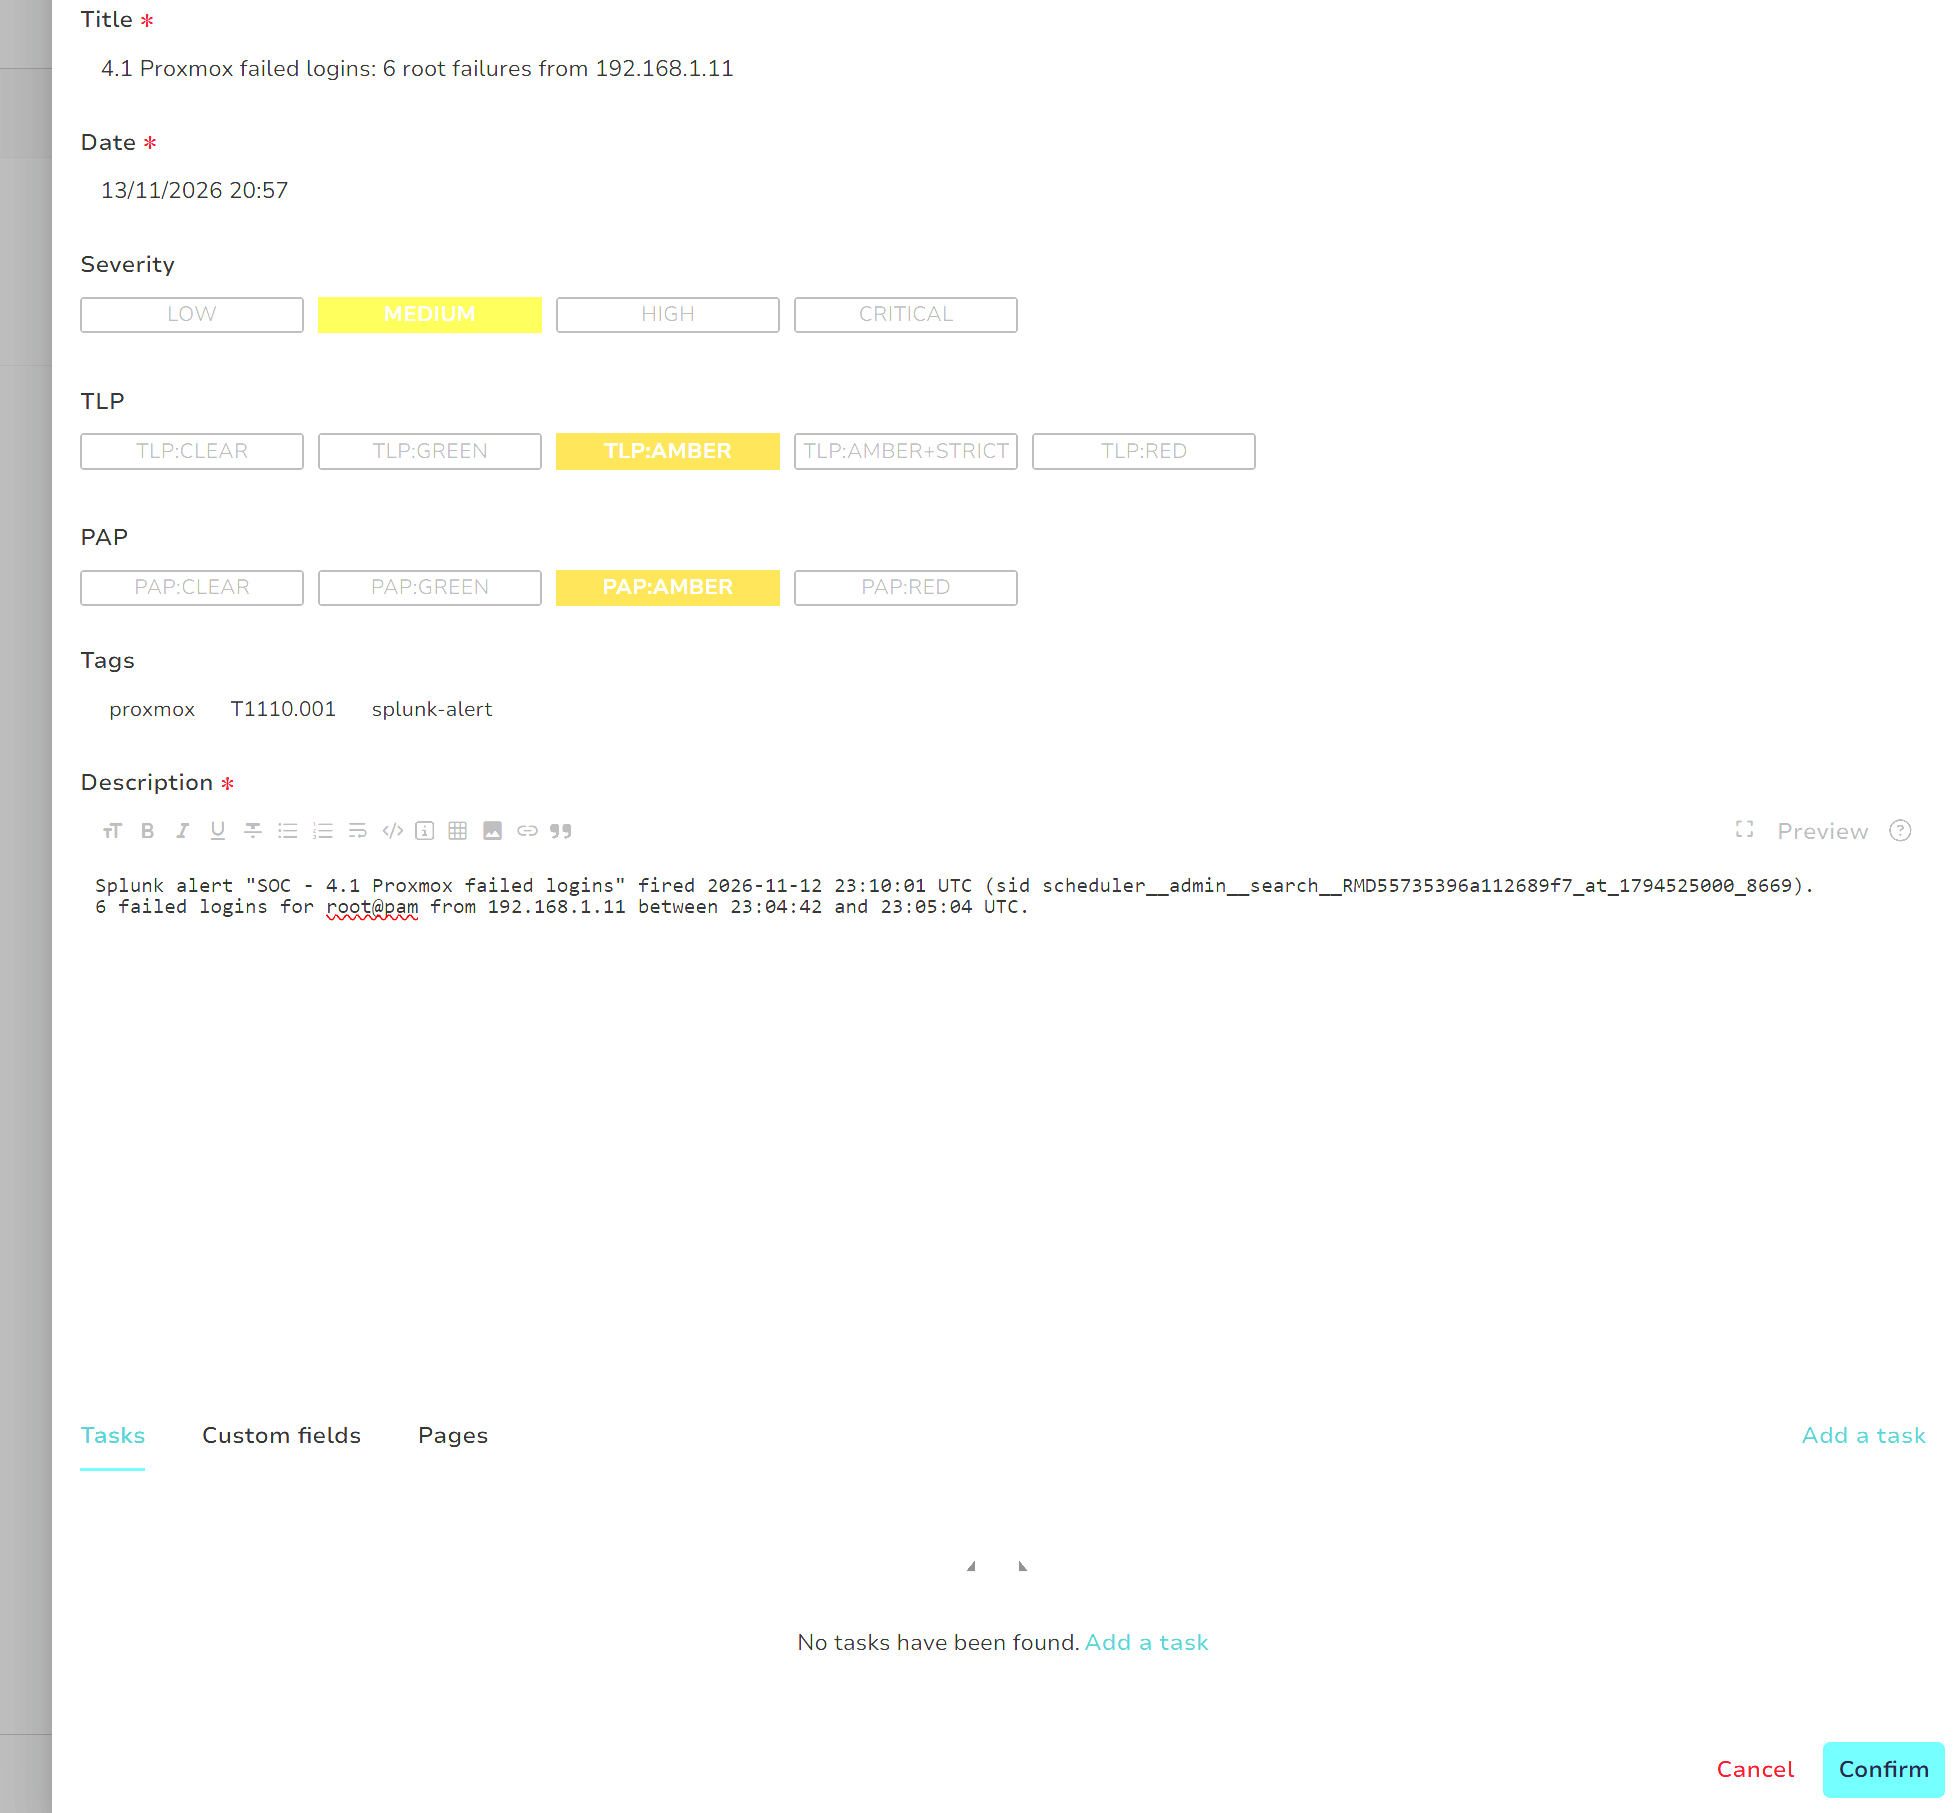 Title *
4.1 Proxmox failed logins: 6 root failures from 192.168.1.11
Date *
13/11/2026 20:57
Severity
LOW MEDIUM HIGH CRITICAL
TLP
TLP:CLEAR TLP:GREEN TLP:AMBER TLP:AMBER+STRICT TLP:RED
PAP
PAP:CLEAR PAP:GREEN PAP:AMBER PAP:RED
Tags
proxmox T1110.001 splunk-alert
Description *
Preview
Splunk alert "SOC - 4.1 Proxmox failed logins" fired 2026-11-12 23:10:01 UTC (sid scheduler__admin__search__RMD55735396a112689f7_at_1794525000_8669).
6 failed logins for root@pam from 192.168.1.11 between 23:04:42 and 23:05:04 UTC.
Tasks Custom fields Pages Add a task
No tasks have been found. Add a task
Cancel Confirm